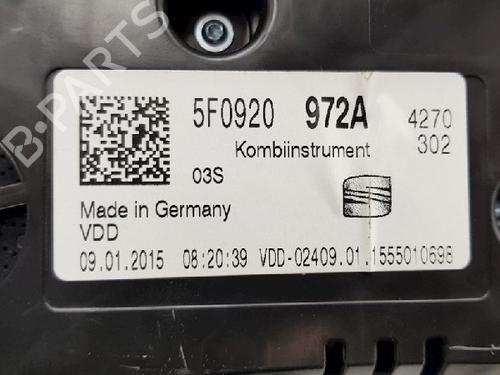 B-PARTS
5F0920 972A 4270
Kombiinstrument 302
03S
Made in Germany
VDD
09.01.2015 08:20:39 VDD-02409.01.1555010698